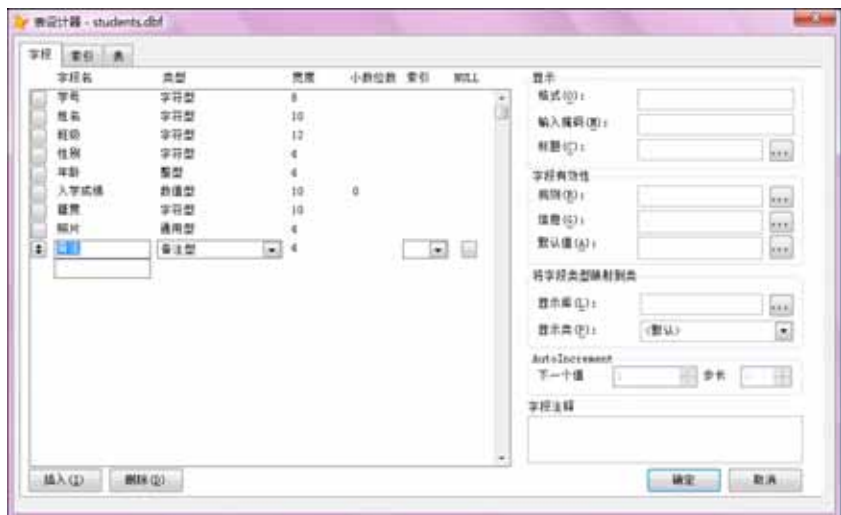 表设计器 - students.dbf
字段 索引 表
字段名 类型 宽度 小数位数 索引 NULL
学号 字符型 8
姓名 字符型 10
班级 字符型 12
性别 字符型 4
年龄 整型 4
入学成绩 数值型 10 0
籍贯 字符型 10
照片 通用型 4
备注 备注型 4
插入(I) 删除(D)
显示
格式(O):
输入掩码(M):
标题(C):
字段有效性
规则(R):
信息(G):
默认值(A):
将字段类型映射到类
显示库(L):
显示类(P): <默认>
AutoIncrement
下一个值 步长
字段注释
确定 取消